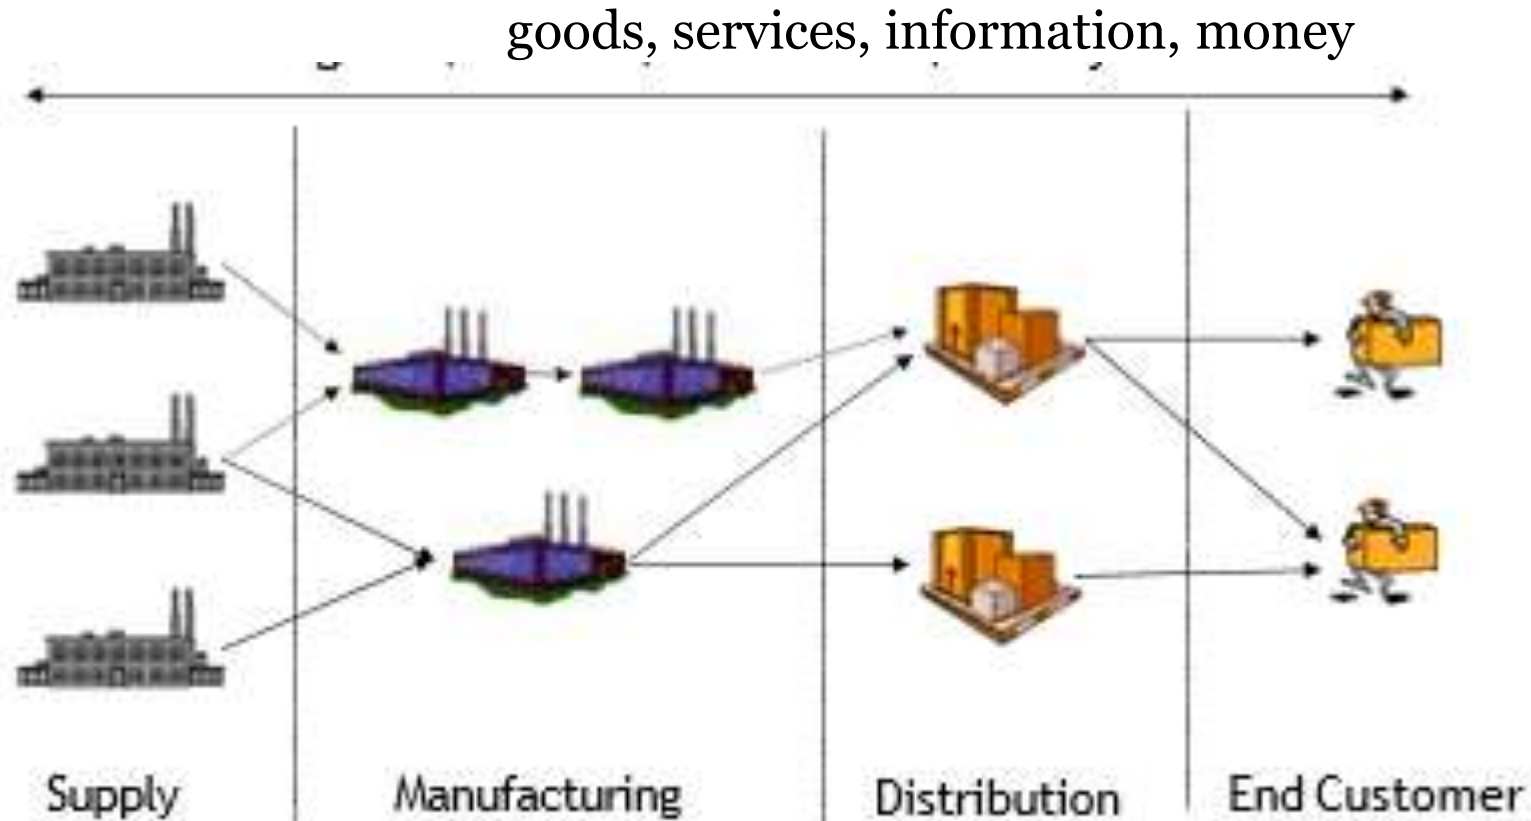 goods, services, information, money
Supply
Manufacturing
Distribution
End Customer